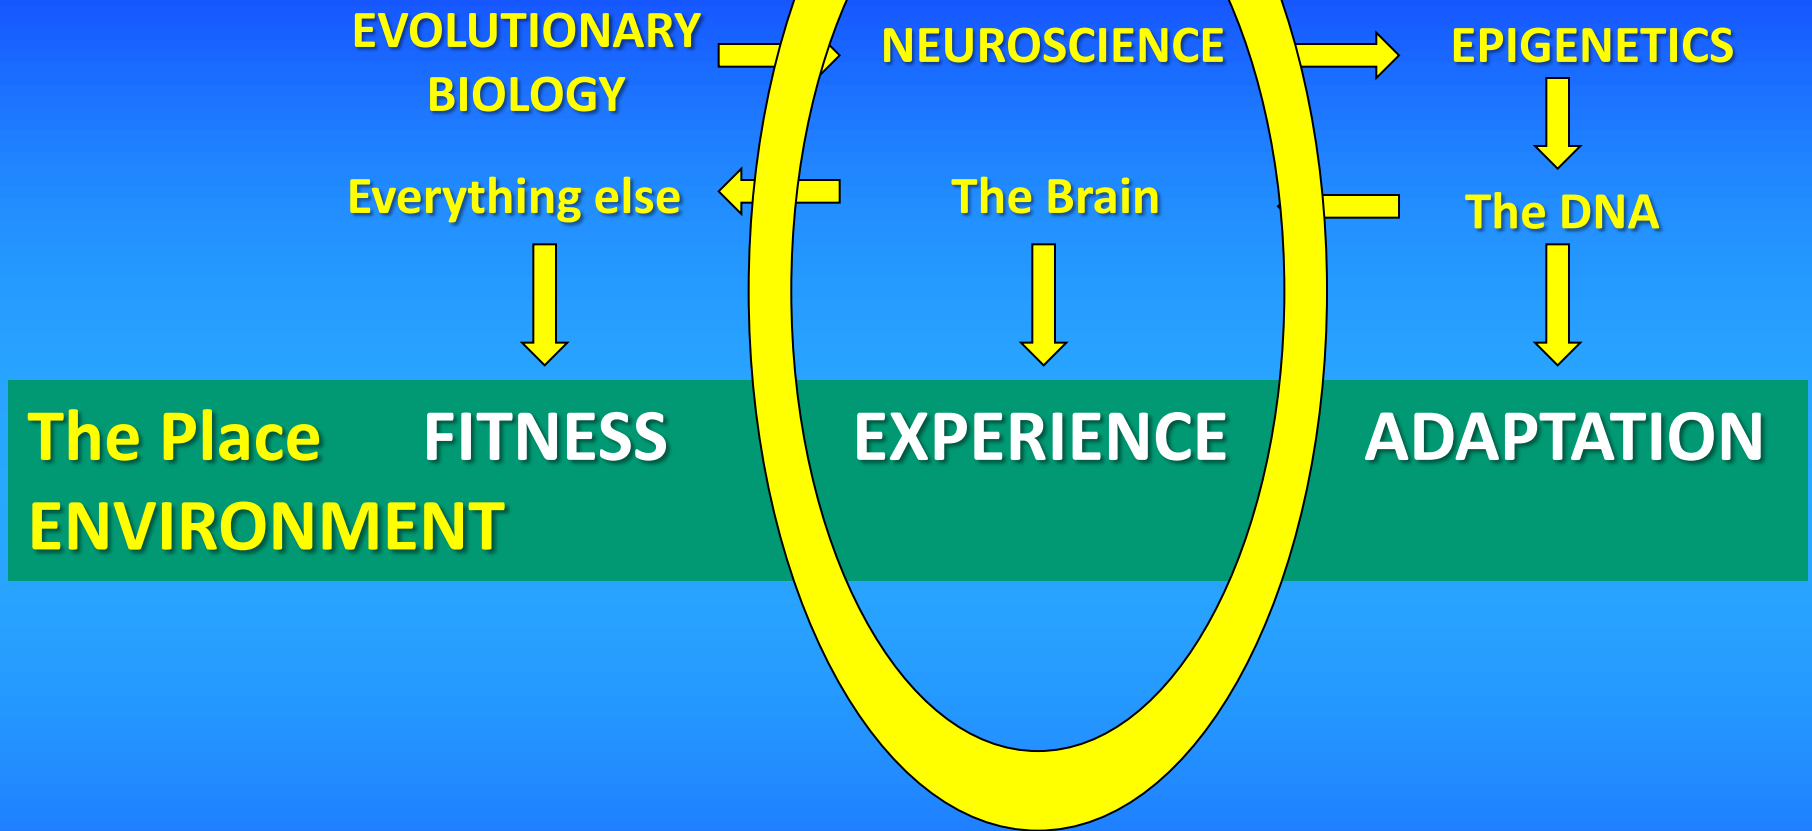 EVOLUTIONARY
BIOLOGY
NEUROSCIENCE
EPIGENETICS
Everything else
The Brain
The DNA
The Place FITNESS EXPERIENCE ADAPTATION
ENVIRONMENT